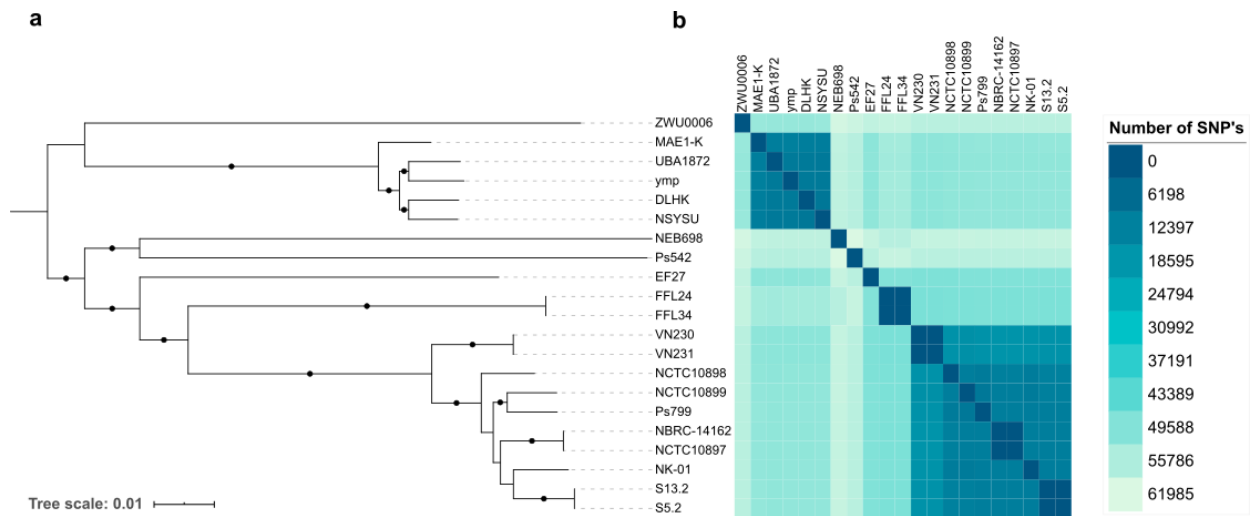 a
b
ZWU0006
MAE1-K
UBA1872
ymp
DLHK
NSYSU
NEB698
Ps542
EF27
FFL24
FFL34
VN230
VN231
NCTC10898
NCTC10899
Ps799
NBRC-14162
NCTC10897
NK-01
S13.2
S5.2
ZWU0006
MAE1-K
UBA1872
ymp
DLHK
NSYSU
NEB698
Ps542
EF27
FFL24
FFL34
VN230
VN231
NCTC10898
NCTC10899
Ps799
NBRC-14162
NCTC10897
NK-01
S13.2
S5.2
Tree scale: 0.01
Number of SNP's
0
6198
12397
18595
24794
30992
37191
43389
49588
55786
61985